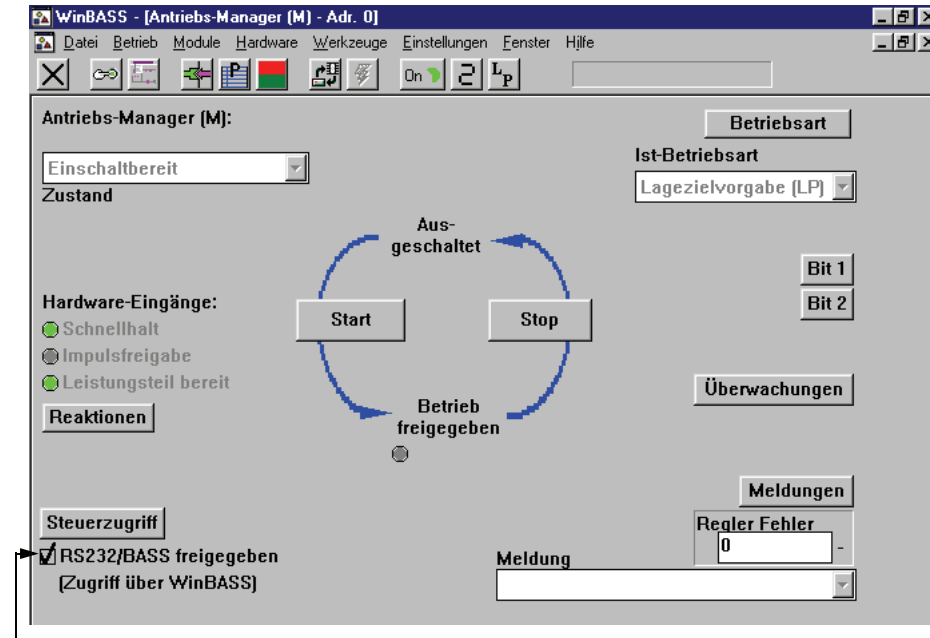 WinBASS - [Antriebs-Manager (M) - Adr. 0]
Datei Betrieb Module Hardware Werkzeuge Einstellungen Fenster Hilfe
P On 2 LP
Antriebs-Manager (M):
Betriebsart
Einschaltbereit
Zustand
Ist-Betriebsart
Lagezielvorgabe (LP)
Aus-
geschaltet
Bit 1
Bit 2
Hardware-Eingänge:
Schnellhalt
Impulsfreigabe
Leistungsteil bereit
Reaktionen
Start
Stop
Überwachungen
Betrieb
freigegeben
Meldungen
Steuerzugriff
Regler Fehler
0 -
RS232/BASS freigegeben
(Zugriff über WinBASS)
Meldung